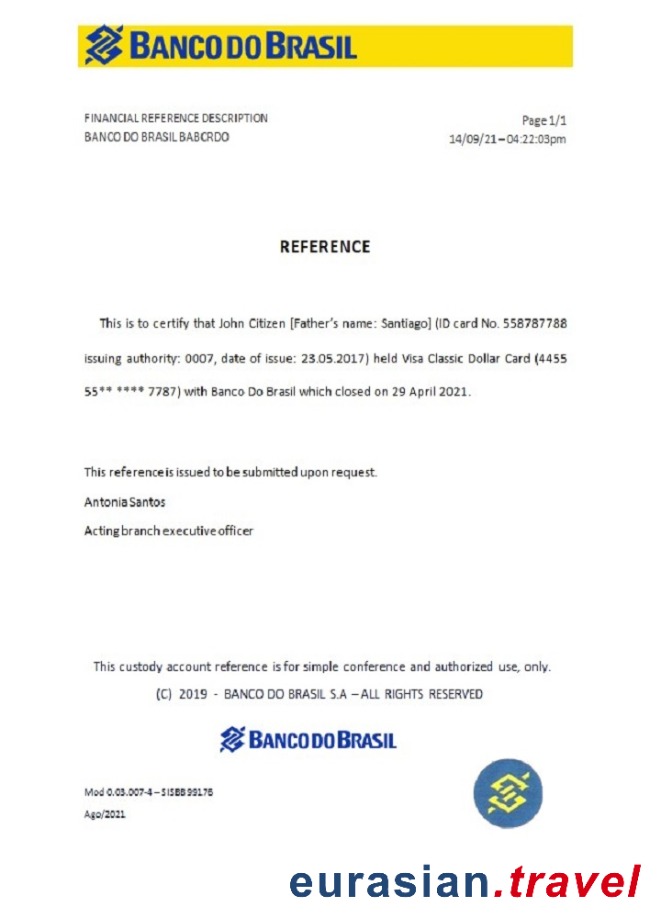 BANCO DO BRASIL
FINANCIAL REFERENCE DESCRIPTION
BANCO DO BRASIL BABCRDO
Page 1/1
14/09/21 – 04:22:03pm
REFERENCE
This is to certify that John Citizen [Father's name: Santiago] (ID card No. 558787788
issuing authority: 0007, date of issue: 23.05.2017) held Visa Classic Dollar Card (4455
55** **** 7787) with Banco Do Brasil which closed on 29 April 2021.
This reference is issued to be submitted upon request.
Antonia Santos
Acting branch executive officer
This custody account reference is for simple conference and authorized use, only.
(C) 2019 - BANCO DO BRASIL S.A – ALL RIGHTS RESERVED
BANCO DO BRASIL
Mod 0.03.007-4 – SISBB 99176
Ago/2021
eurasian.travel